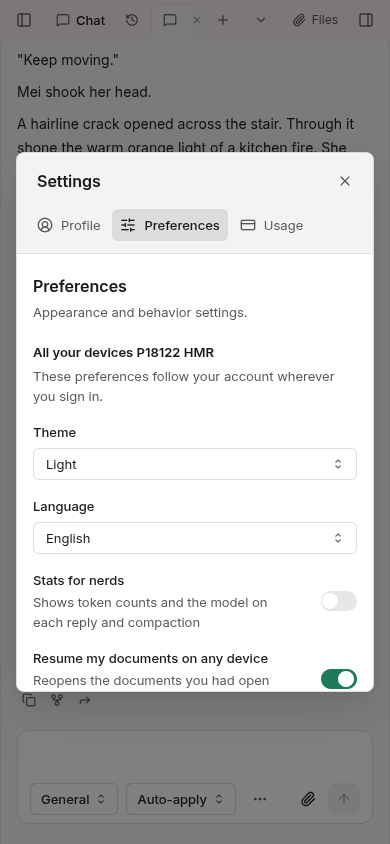 Chat
Files
"Keep moving."
Mei shook her head.
A hairline crack opened across the stair. Through it
shone the warm orange light of a kitchen fire. She
Settings
Profile
Preferences
Usage
Preferences
Appearance and behavior settings.
All your devices P18122 HMR
These preferences follow your account wherever
you sign in.
Theme
Light
Language
English
Stats for nerds
Shows token counts and the model on
each reply and compaction
Resume my documents on any device
Reopens the documents you had open
General
Auto-apply